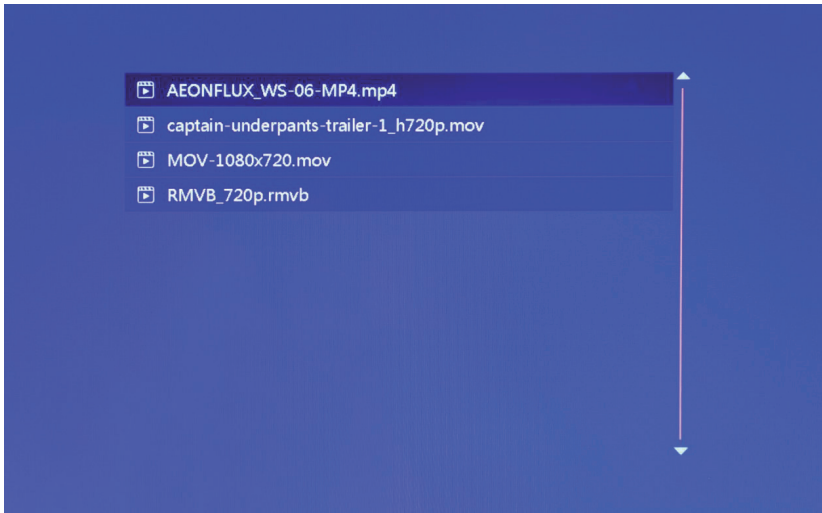 AEONFLUX_WS-06-MP4.mp4
captain-underpants-trailer-1_h720p.mov
MOV-1080x720.mov
RMVB_720p.rmvb